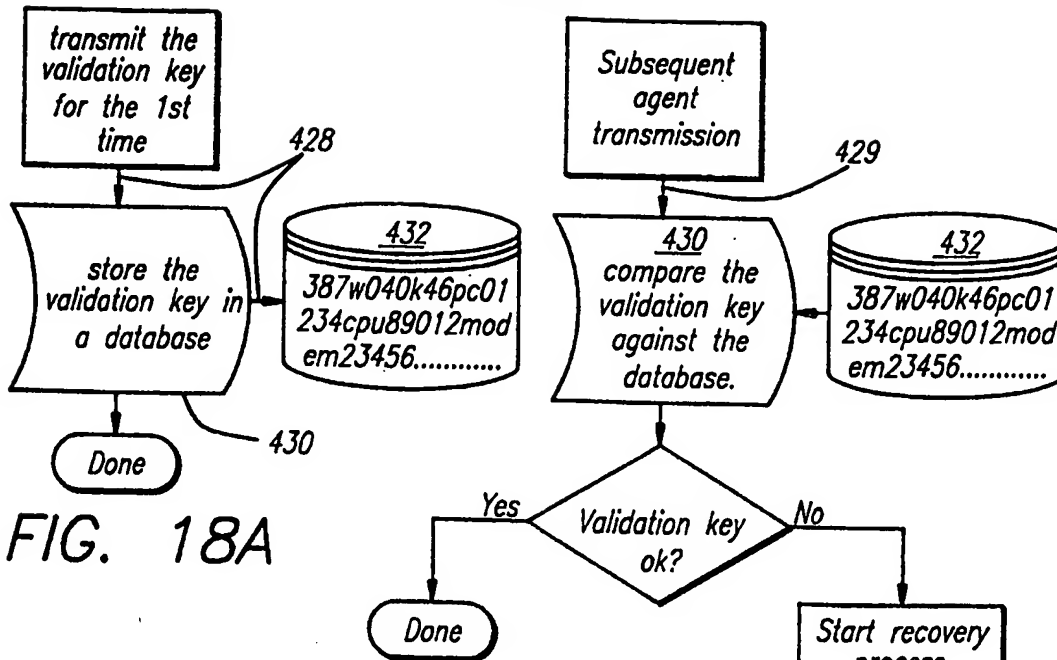 transmit the
validation key
for the 1st
time
428
store the
validation key in
a database
432
387w040k46pc01
234cpu89012mod
em23456............
430
Done
FIG. 18A
Subsequent
agent
transmission
429
430
compare the
validation key
against the
database.
432
387w040k46pc01
234cpu89012mod
em23456............
Validation key
ok?
Yes
No
Done
Start recovery
process